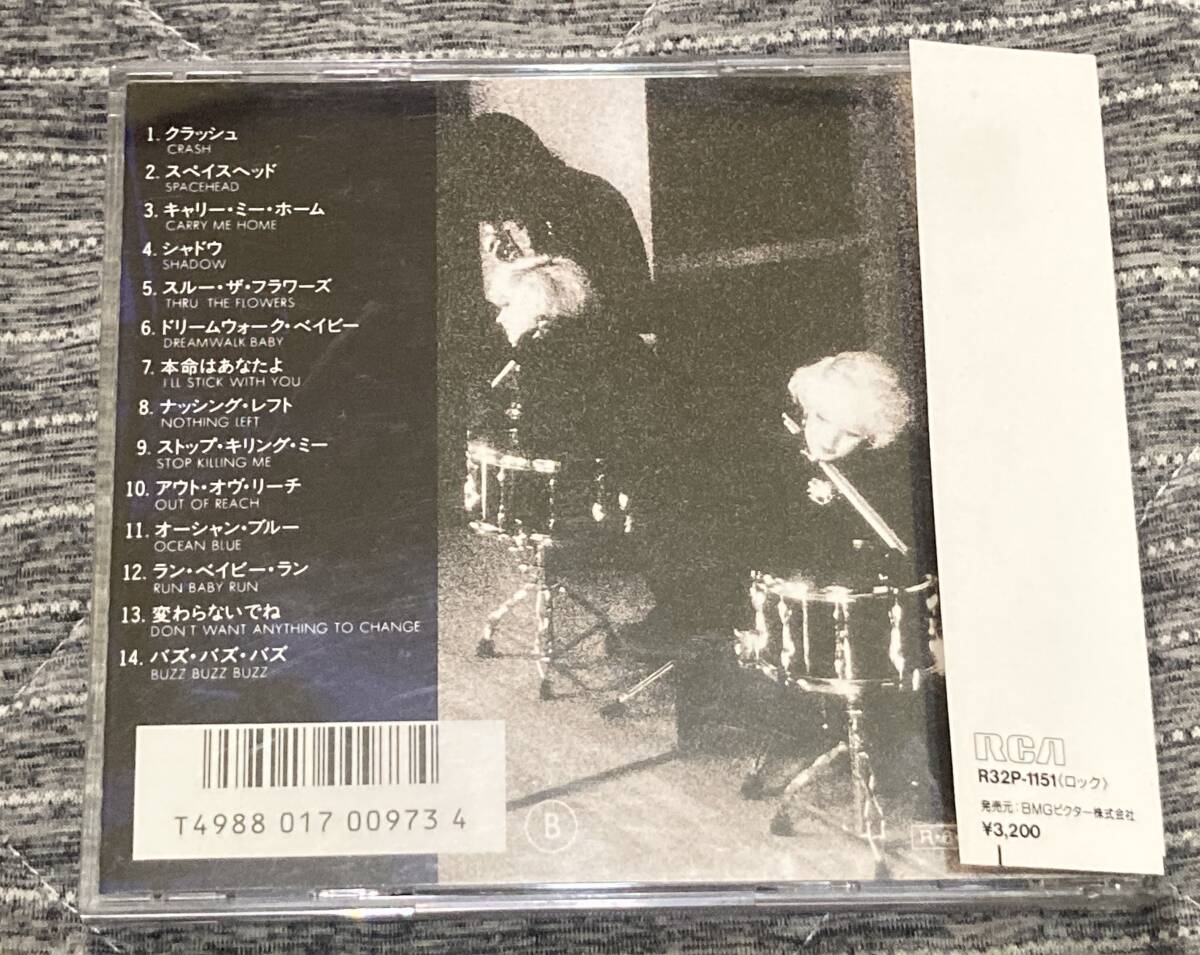 1. クラッシュ
CRASH
2. スペイスヘッド
SPACEHEAD
3. キャリー・ミー・ホーム
CARRY ME HOME
4. シャドウ
SHADOW
5. スルー・ザ・フラワーズ
THRU THE FLOWERS
6. ドリームウォーク・ベイビー
DREAMWALK BABY
7. 本命はあなたよ
I'LL STICK WITH YOU
8. ナッシング・レフト
NOTHING LEFT
9. ストップ・キリング・ミー
STOP KILLING ME
10. アウト・オヴ・リーチ
OUT OF REACH
11. オーシャン・ブルー
OCEAN BLUE
12. ラン・ベイビー・ラン
RUN BABY RUN
13. 変わらないでね
DON'T WANT ANYTHING TO CHANGE
14. バズ・バズ・バズ
BUZZ BUZZ BUZZ
T4988 017 00973 4
B
RCA
R32P-1151〈ロック〉
発売元：BMGビクター株式会社
¥3,200